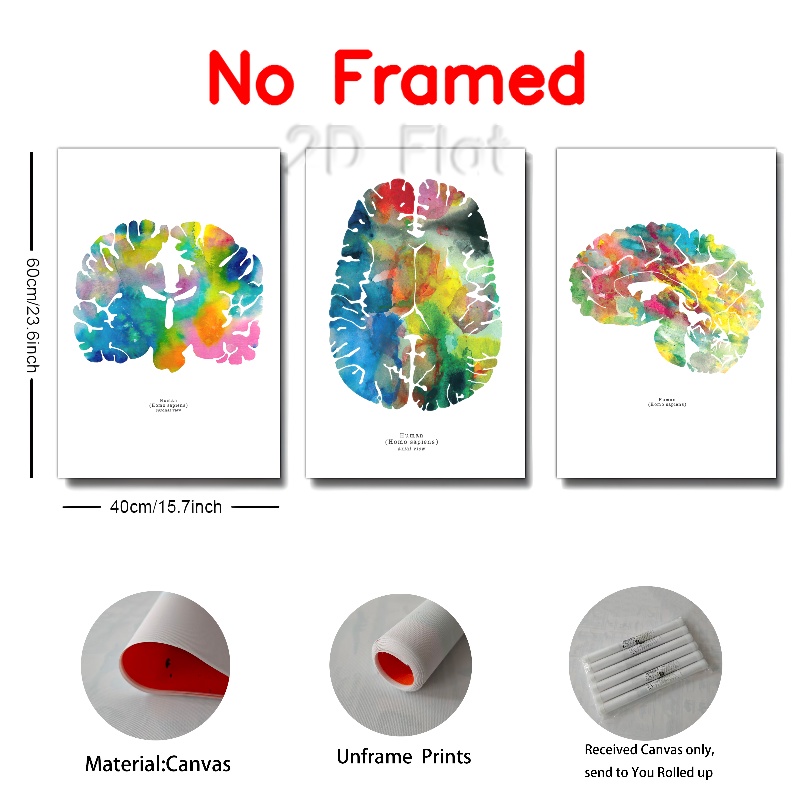 No Framed
2D Flat
60cm/23.6inch
40cm/15.7inch
Human
(Homo sapiens)
coronal view
Human
(Homo sapiens)
axial view
Human
(Homo sapiens)
Material:Canvas
Unframe Prints
Received Canvas only,
send to You Rolled up